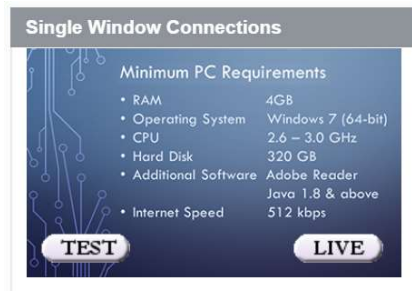 Single Window Connections
Minimum PC Requirements
• RAM 4GB
• Operating System Windows 7 (64-bit)
• CPU 2.6 – 3.0 GHz
• Hard Disk 320 GB
• Additional Software Adobe Reader
Java 1.8 & above
• Internet Speed 512 kbps
TEST LIVE